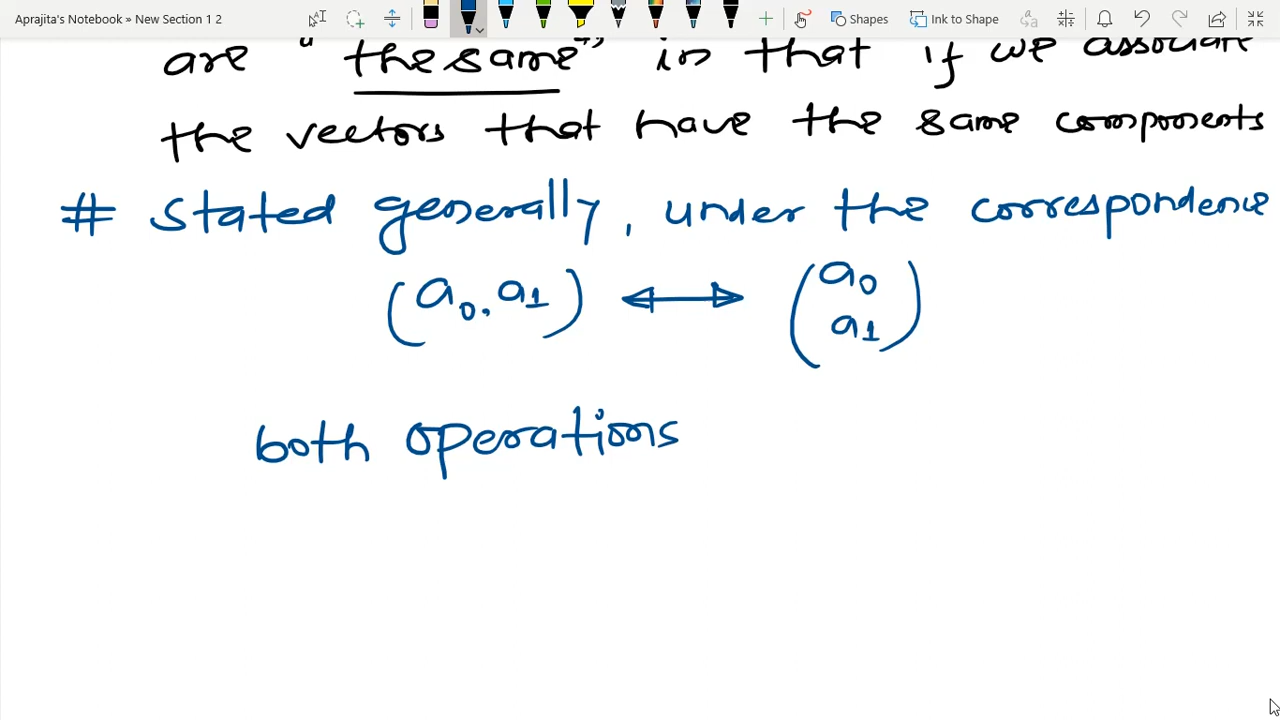 Aprajita's Notebook » New Section 1 2
Shapes
Ink to Shape
are "the same" in that if we associate
the vectors that have the same components
# stated generally, under the correspondence
(a₀, a₁) ↔ (a₀
a₁)
both operations